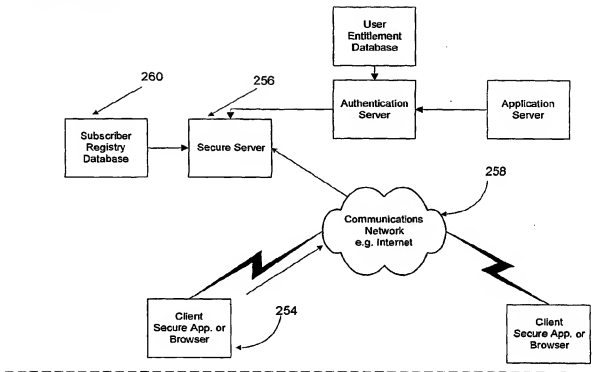 User
Entitlement
Database
260
256
Authentication
Server
Application
Server
Subscriber
Registry
Database
Secure Server
258
Communications
Network
e.g. Internet
Client
Secure App. or
Browser
254
Client
Secure App. or
Browser